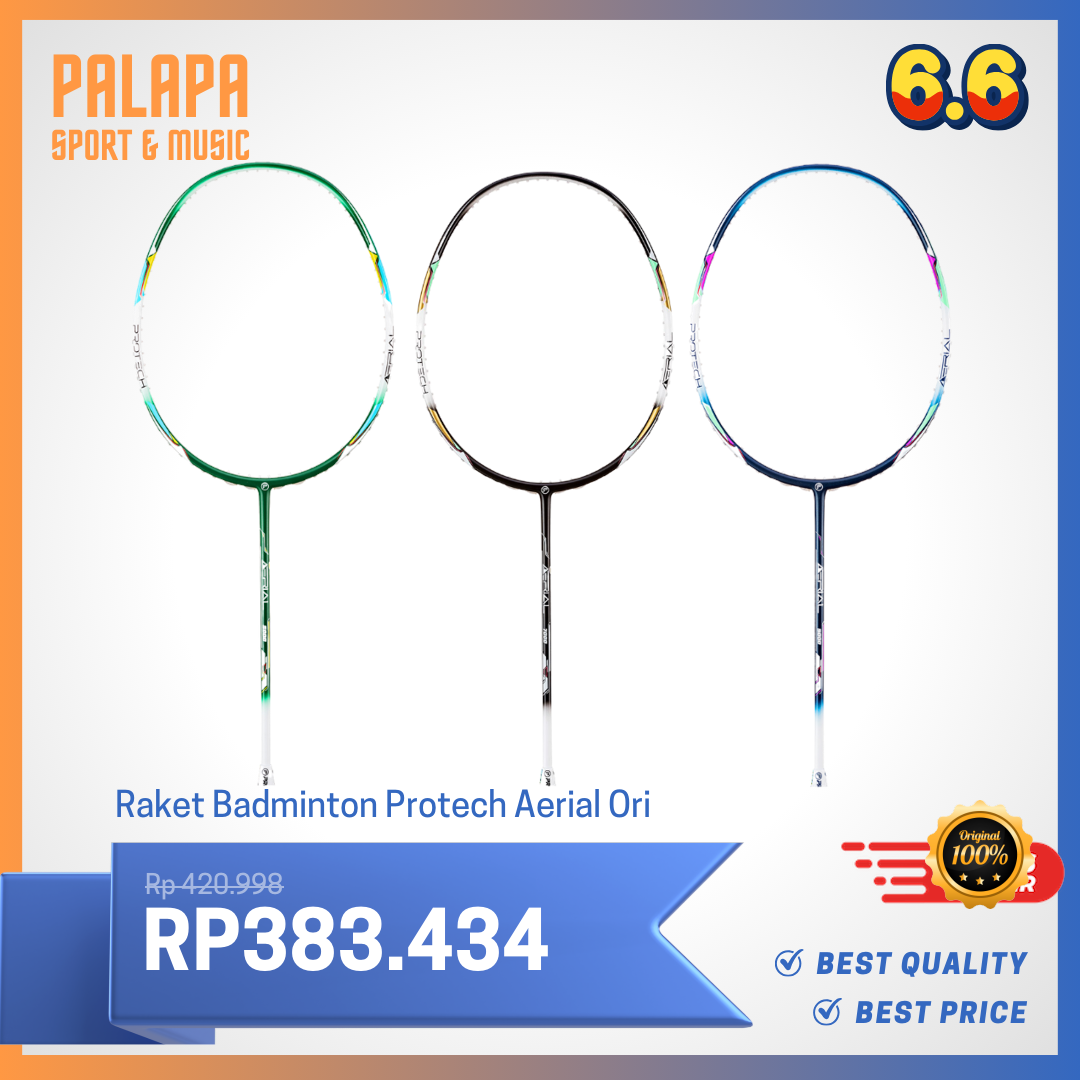 PALAPA
SPORT & MUSIC
6.6
PROTECH
AERIAL
PROTECH
AERIAL
PROTECH
AERIAL
AERIAL
AERIAL
AERIAL
Raket Badminton Protech Aerial Ori
Rp 420.998
RP383.434
Original
100%
BEST QUALITY
BEST PRICE